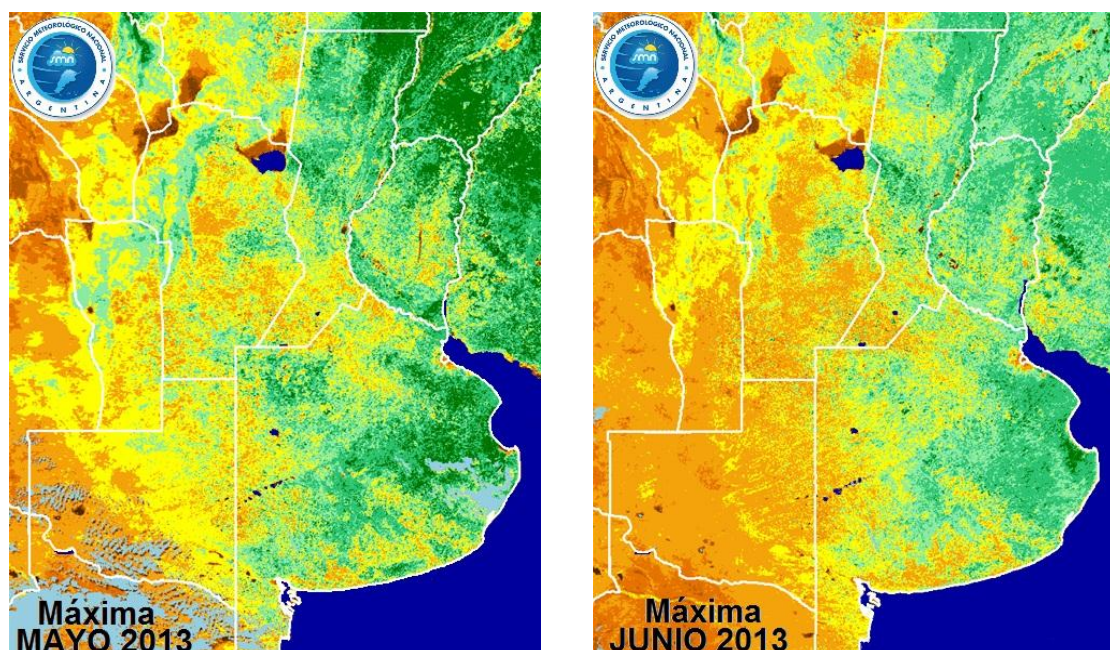 SERVICIO METEOROLÓGICO NACIONAL
smn
ARGENTINA
Máxima
MAYO 2013
SERVICIO METEOROLÓGICO NACIONAL
smn
ARGENTINA
Máxima
JUNIO 2013